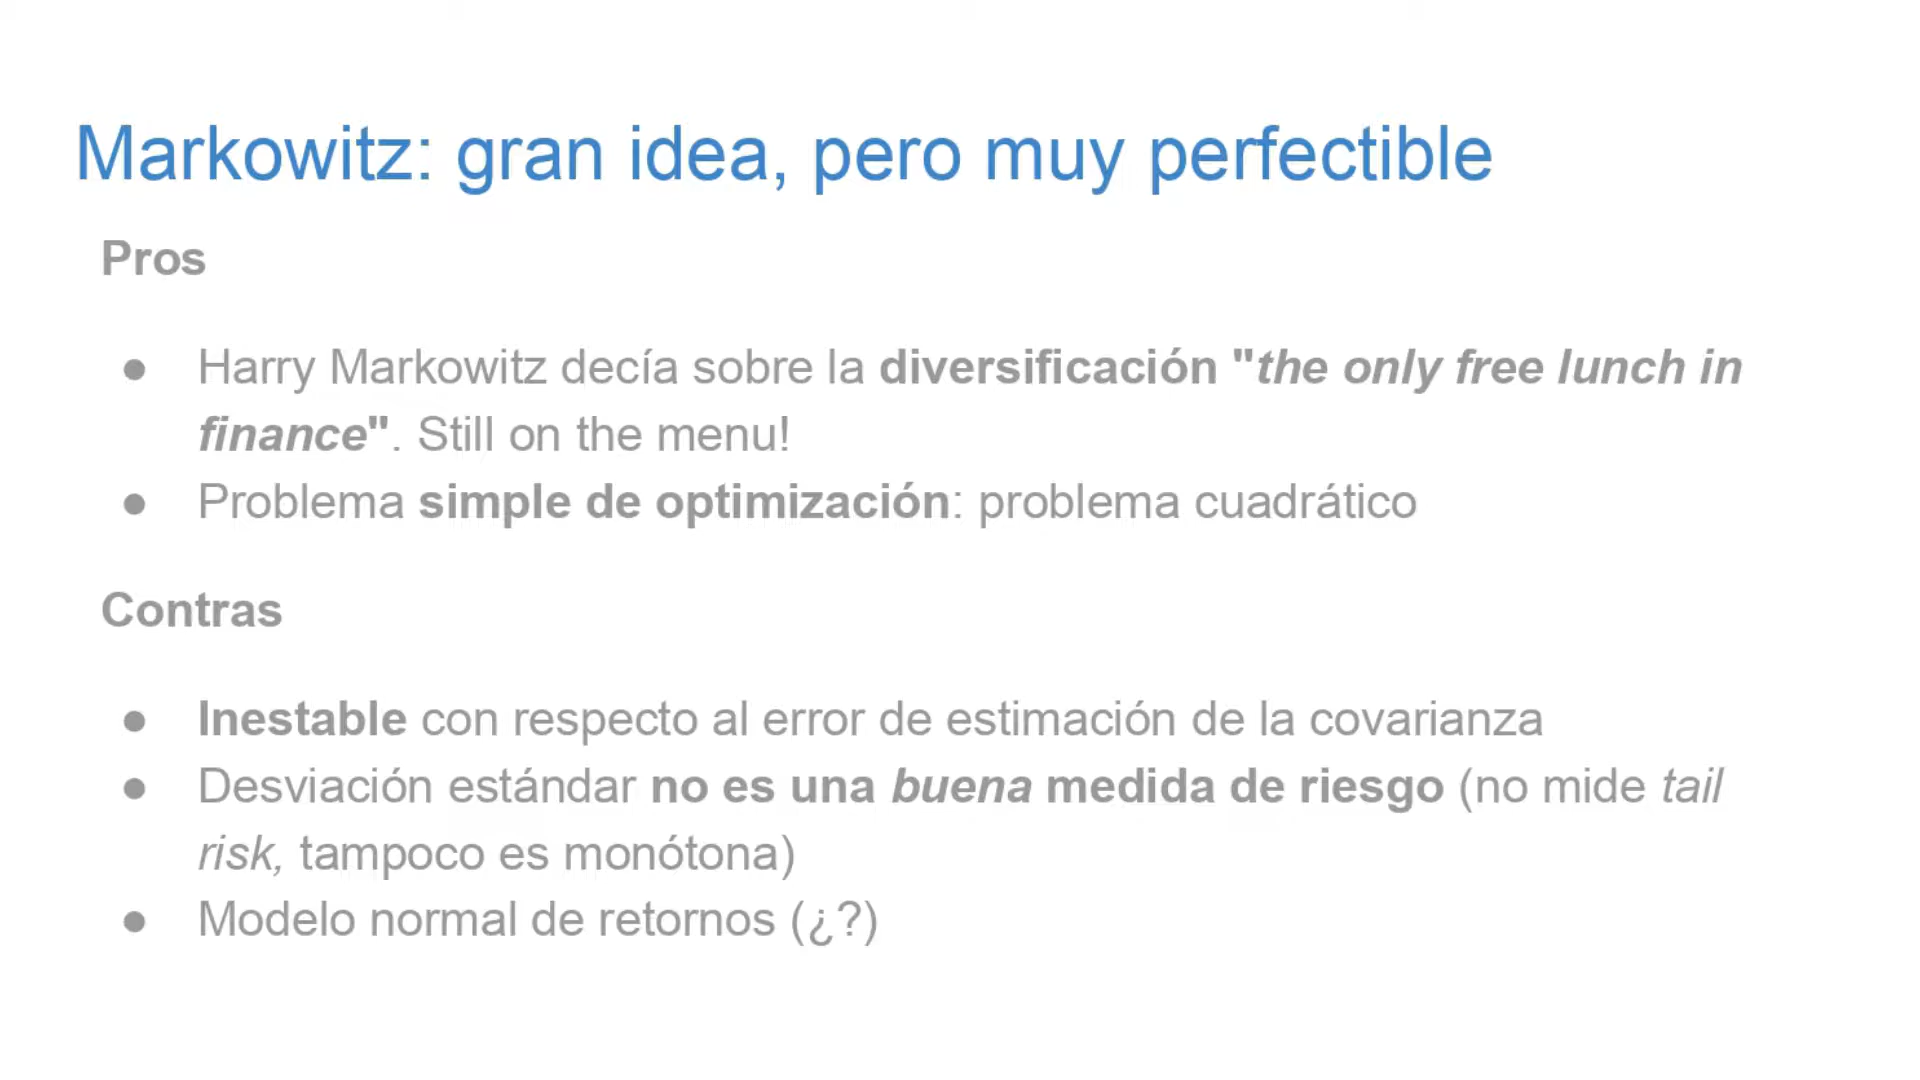 Markowitz: gran idea, pero muy perfectible
Pros
● Harry Markowitz decía sobre la diversificación "the only free lunch in
finance". Still on the menu!
● Problema simple de optimización: problema cuadrático
Contras
● Inestable con respecto al error de estimación de la covarianza
● Desviación estándar no es una buena medida de riesgo (no mide tail
risk, tampoco es monótona)
● Modelo normal de retornos (¿?)